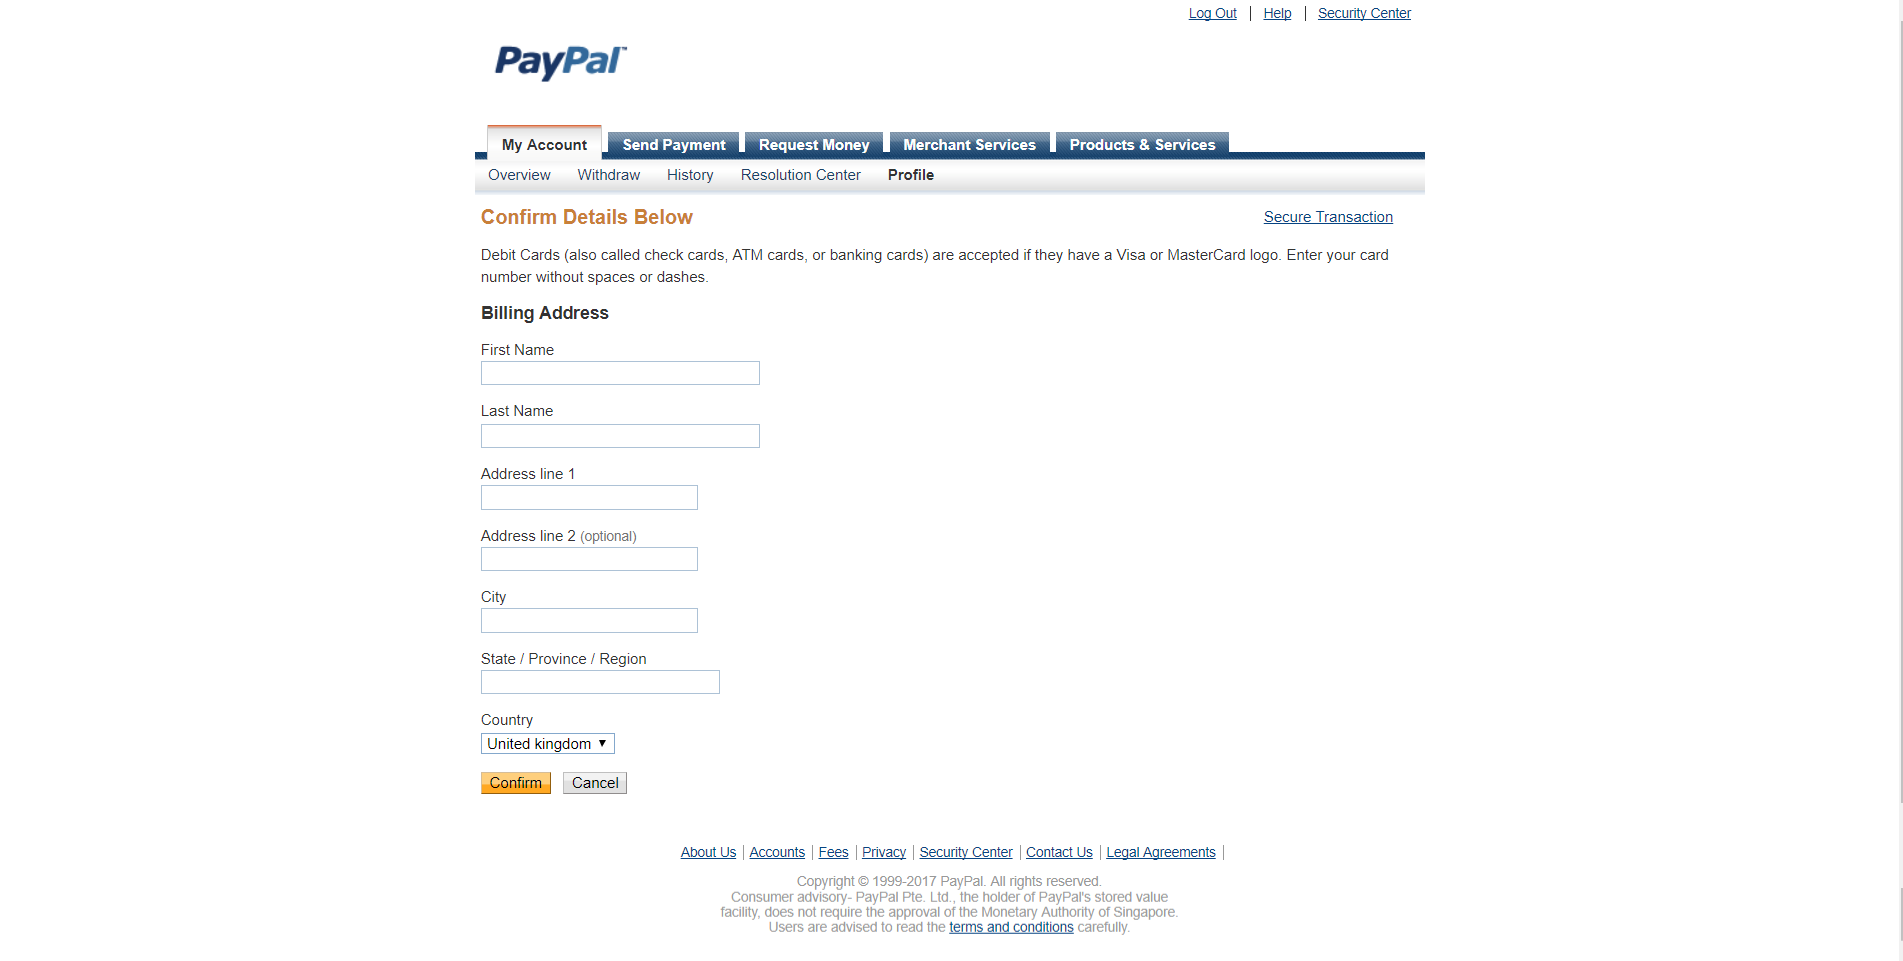 Log Out | Help | Security Center
PayPal™
My Account Send Payment Request Money Merchant Services Products & Services
Overview Withdraw History Resolution Center Profile
Confirm Details Below Secure Transaction
Debit Cards (also called check cards, ATM cards, or banking cards) are accepted if they have a Visa or MasterCard logo. Enter your card
number without spaces or dashes.
Billing Address
First Name
Last Name
Address line 1
Address line 2 (optional)
City
State / Province / Region
Country
United kingdom ▼
Confirm Cancel
About Us | Accounts | Fees | Privacy | Security Center | Contact Us | Legal Agreements |
Copyright © 1999-2017 PayPal. All rights reserved.
Consumer advisory- PayPal Pte. Ltd., the holder of PayPal's stored value
facility, does not require the approval of the Monetary Authority of Singapore.
Users are advised to read the terms and conditions carefully.